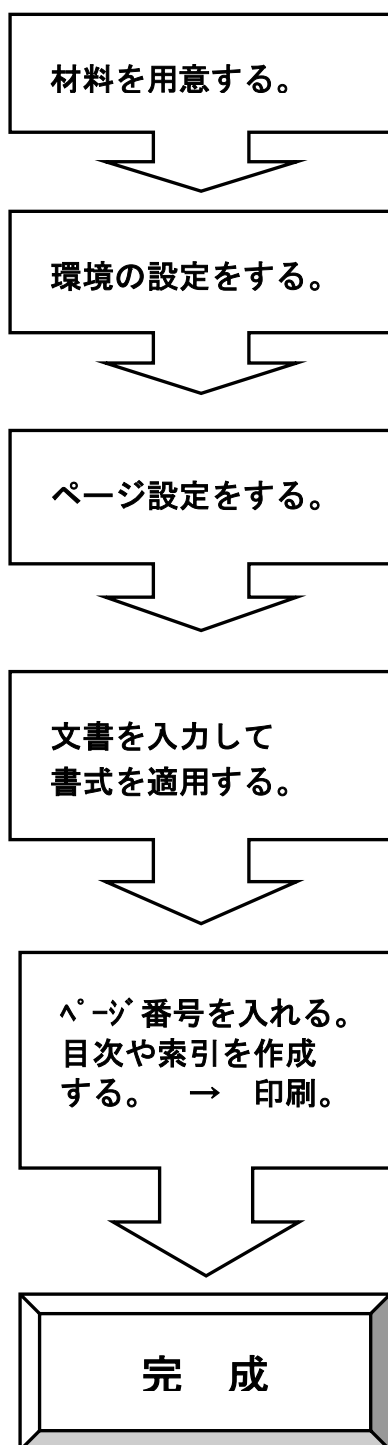 材料を用意する。
環境の設定をする。
ページ設定をする。
文書を入力して
書式を適用する。
ﾍﾟｰｼﾞ番号を入れる。
目次や索引を作成
する。　→　印刷。
完　成